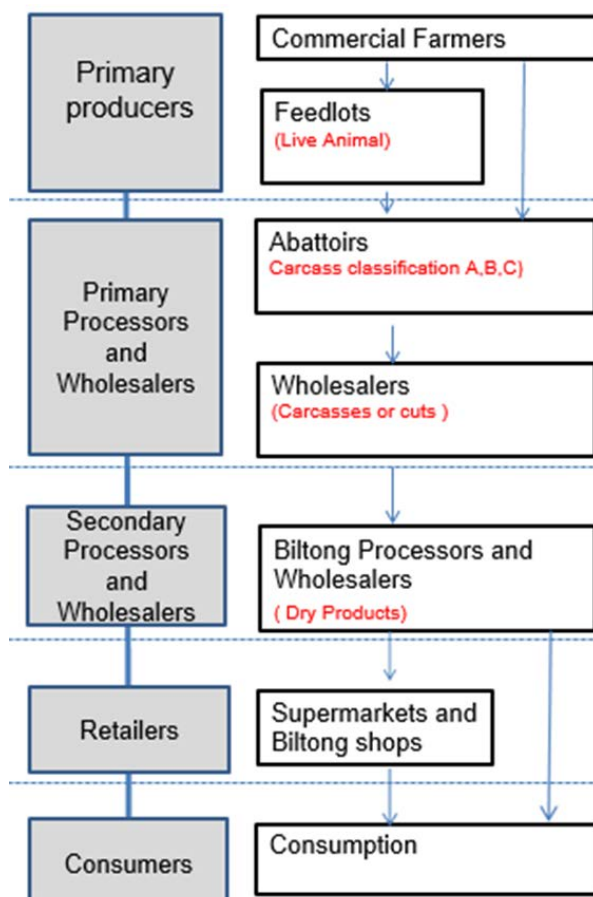 Primary
producers
Commercial Farmers
Feedlots
(Live Animal)
Primary
Processors
and
Wholesalers
Abattoirs
Carcass classification A,B,C)
Wholesalers
(Carcasses or cuts )
Secondary
Processors
and
Wholesalers
Biltong Processors and
Wholesalers
( Dry Products)
Retailers
Supermarkets and
Biltong shops
Consumers
Consumption